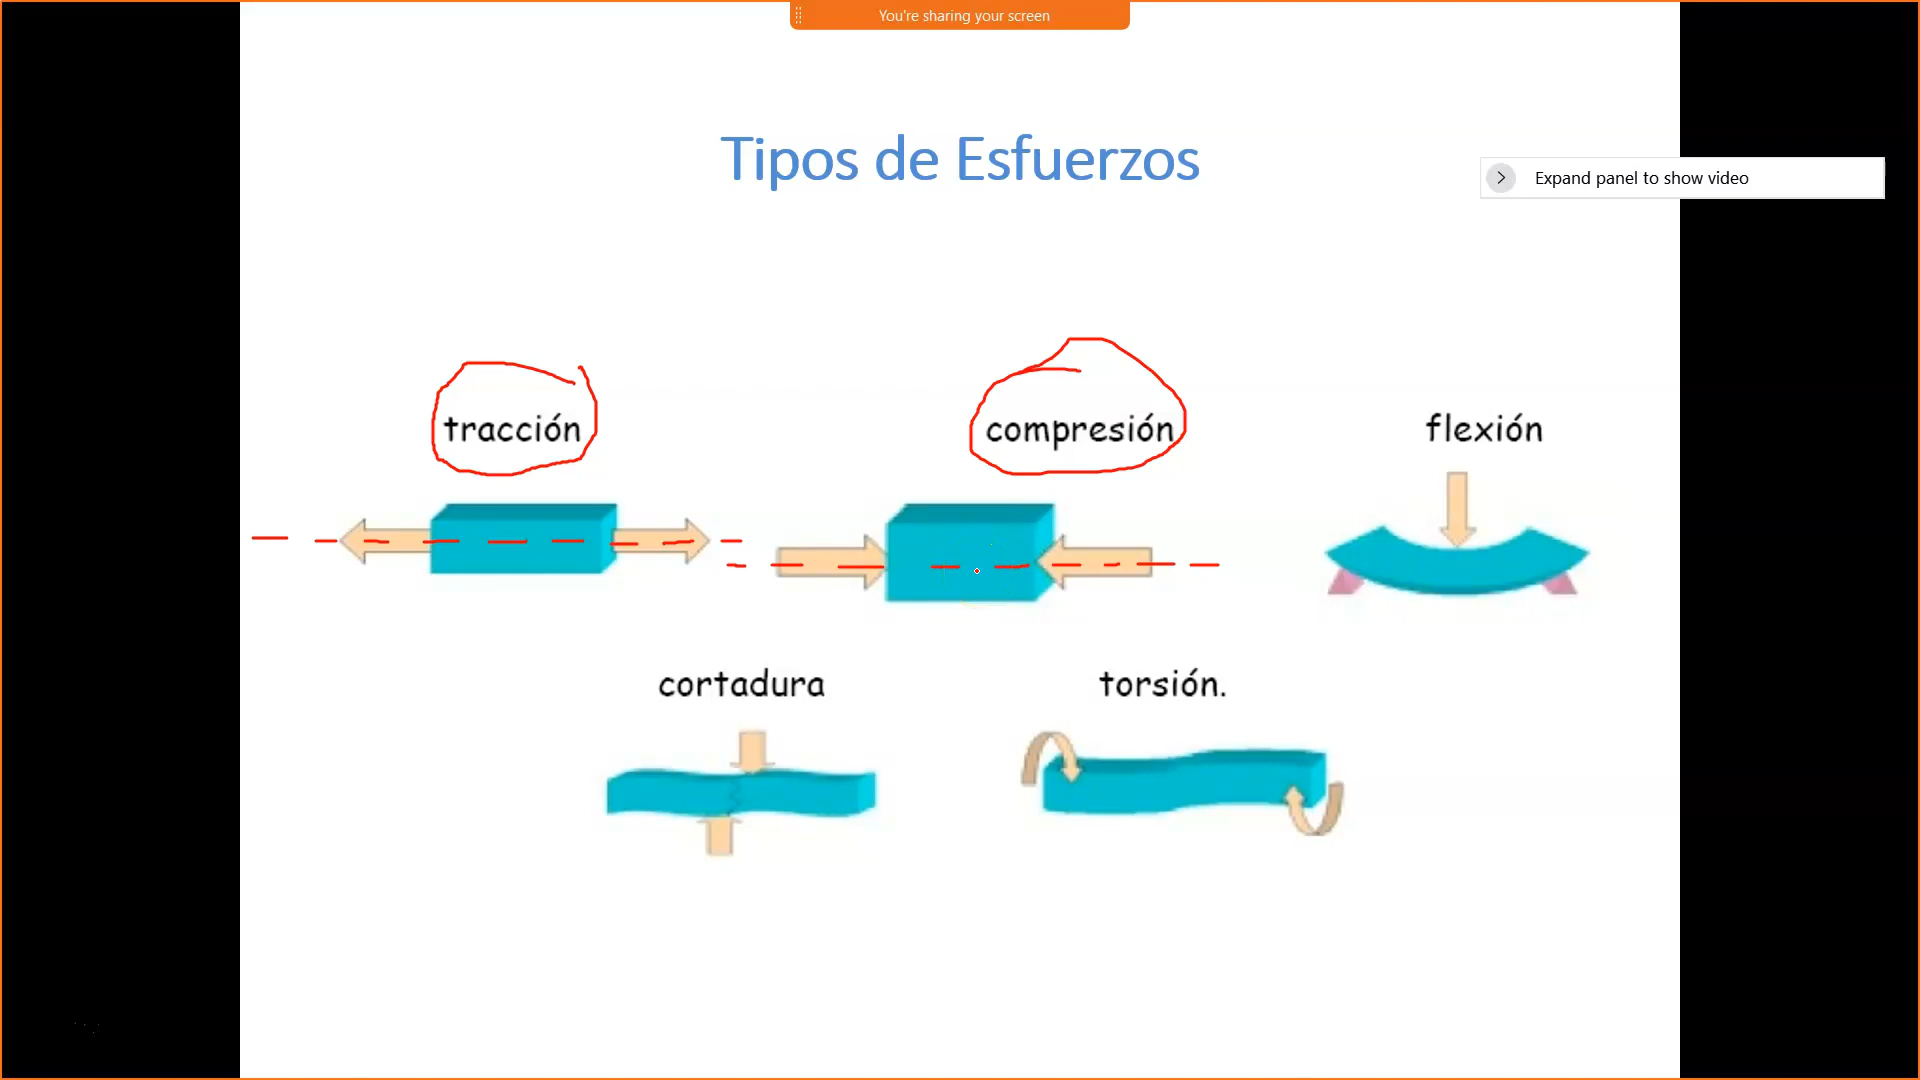 You're sharing your screen
Tipos de Esfuerzos
Expand panel to show video
tracción
compresión
flexión
cortadura
torsión.